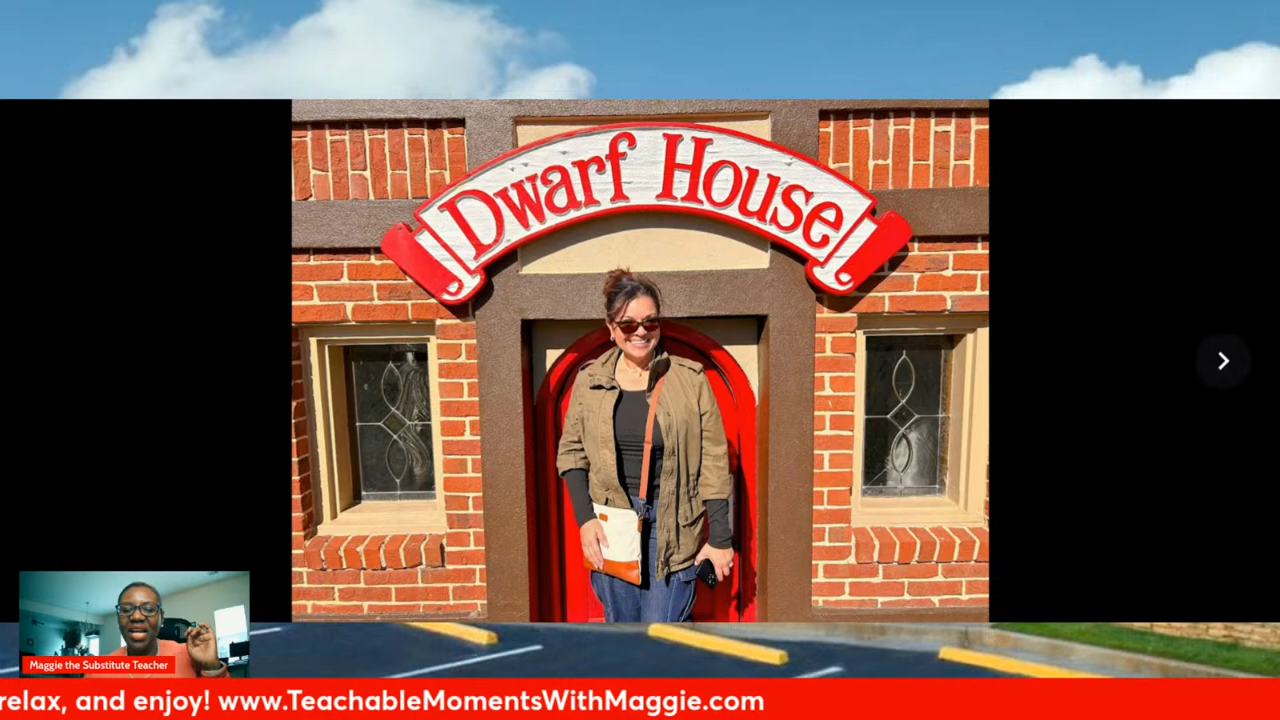 Dwarf House
Maggie the Substitute Teacher
relax, and enjoy! www.TeachableMomentsWithMaggie.com